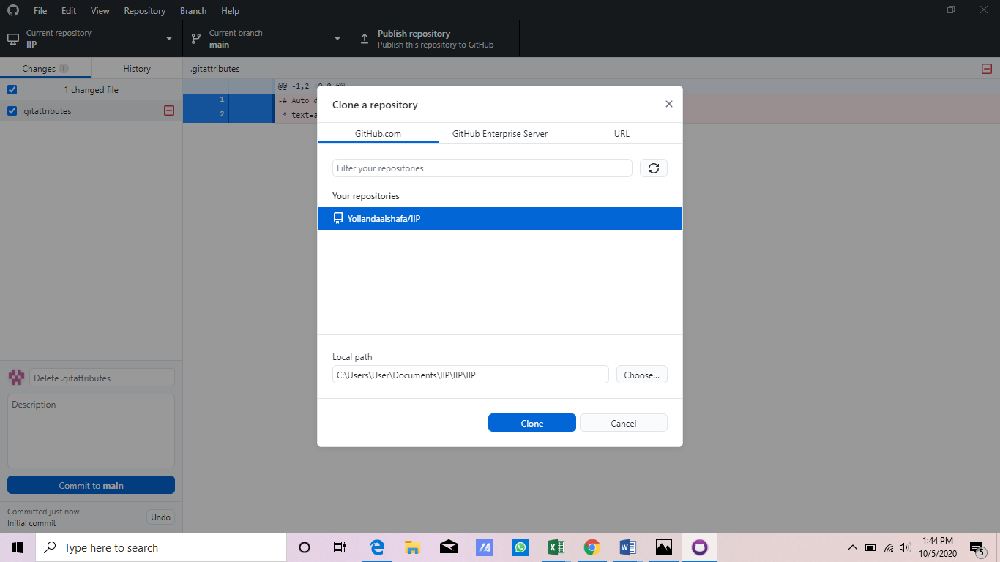 File Edit View Repository Branch Help
Current repository
IIP
Current branch
main
Publish repository
Publish this repository to GitHub
Changes 1
History
.gitattributes
1 changed file
.gitattributes
@@ -1,2 +0,0 @@
1 -# Auto d
2 -* text=a
Clone a repository
GitHub.com
GitHub Enterprise Server
URL
Filter your repositories
Your repositories
Yollandaalshafa/IIP
Local path
C:\Users\User\Documents\IIP\IIP\IIP
Choose...
Clone
Cancel
Delete .gitattributes
Description
Commit to main
Committed just now
Initial commit
Undo
Type here to search
1:44 PM
10/5/2020
5